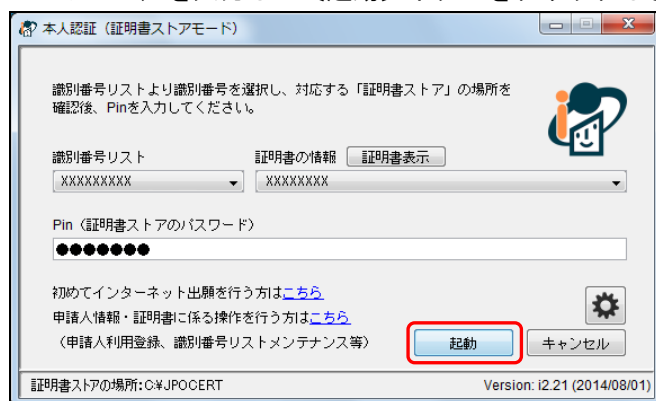 本人認証（証明書ストアモード）
識別番号リストより識別番号を選択し、対応する「証明書ストア」の場所を
確認後、Pinを入力してください。
識別番号リスト 証明書の情報 証明書表示
XXXXXXXXX XXXXXXXX
Pin（証明書ストアのパスワード）
●●●●●●●
初めてインターネット出願を行う方はこちら
申請人情報・証明書に係る操作を行う方はこちら
（申請人利用登録、識別番号リストメンテナンス等） 起動 キャンセル
証明書ストアの場所:C:¥JPOCERT Version: i2.21 (2014/08/01)